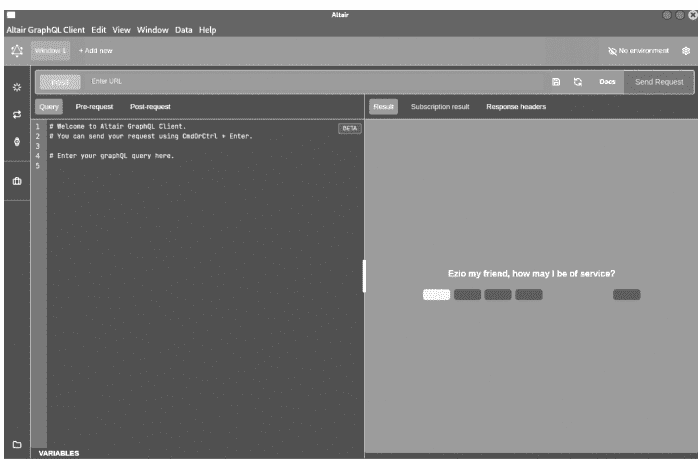 Altair
Altair GraphQL Client Edit View Window Data Help
Window 1 + Add new No environment
POST Enter URL Docs Send Request
Query Pre-request Post-request
Result Subscription result Response headers
1 # Welcome to Altair GraphQL Client.
2 # You can send your request using CmdOrCtrl + Enter.
3
4 # Enter your graphQL query here.
5
BETA
Ezio my friend, how may I be of service?
VARIABLES